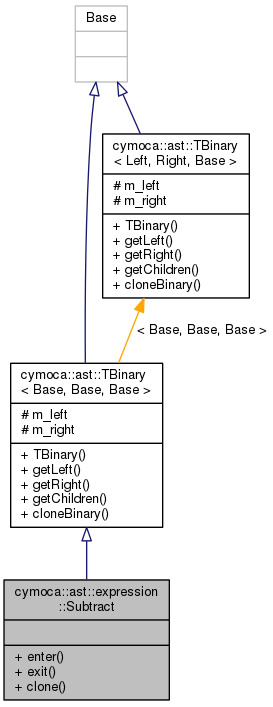 Base
cymoca::ast::TBinary
< Left, Right, Base >
# m_left
# m_right
+ TBinary()
+ getLeft()
+ getRight()
+ getChildren()
+ cloneBinary()
< Base, Base, Base >
cymoca::ast::TBinary
< Base, Base, Base >
# m_left
# m_right
+ TBinary()
+ getLeft()
+ getRight()
+ getChildren()
+ cloneBinary()
cymoca::ast::expression
::Subtract
+ enter()
+ exit()
+ clone()